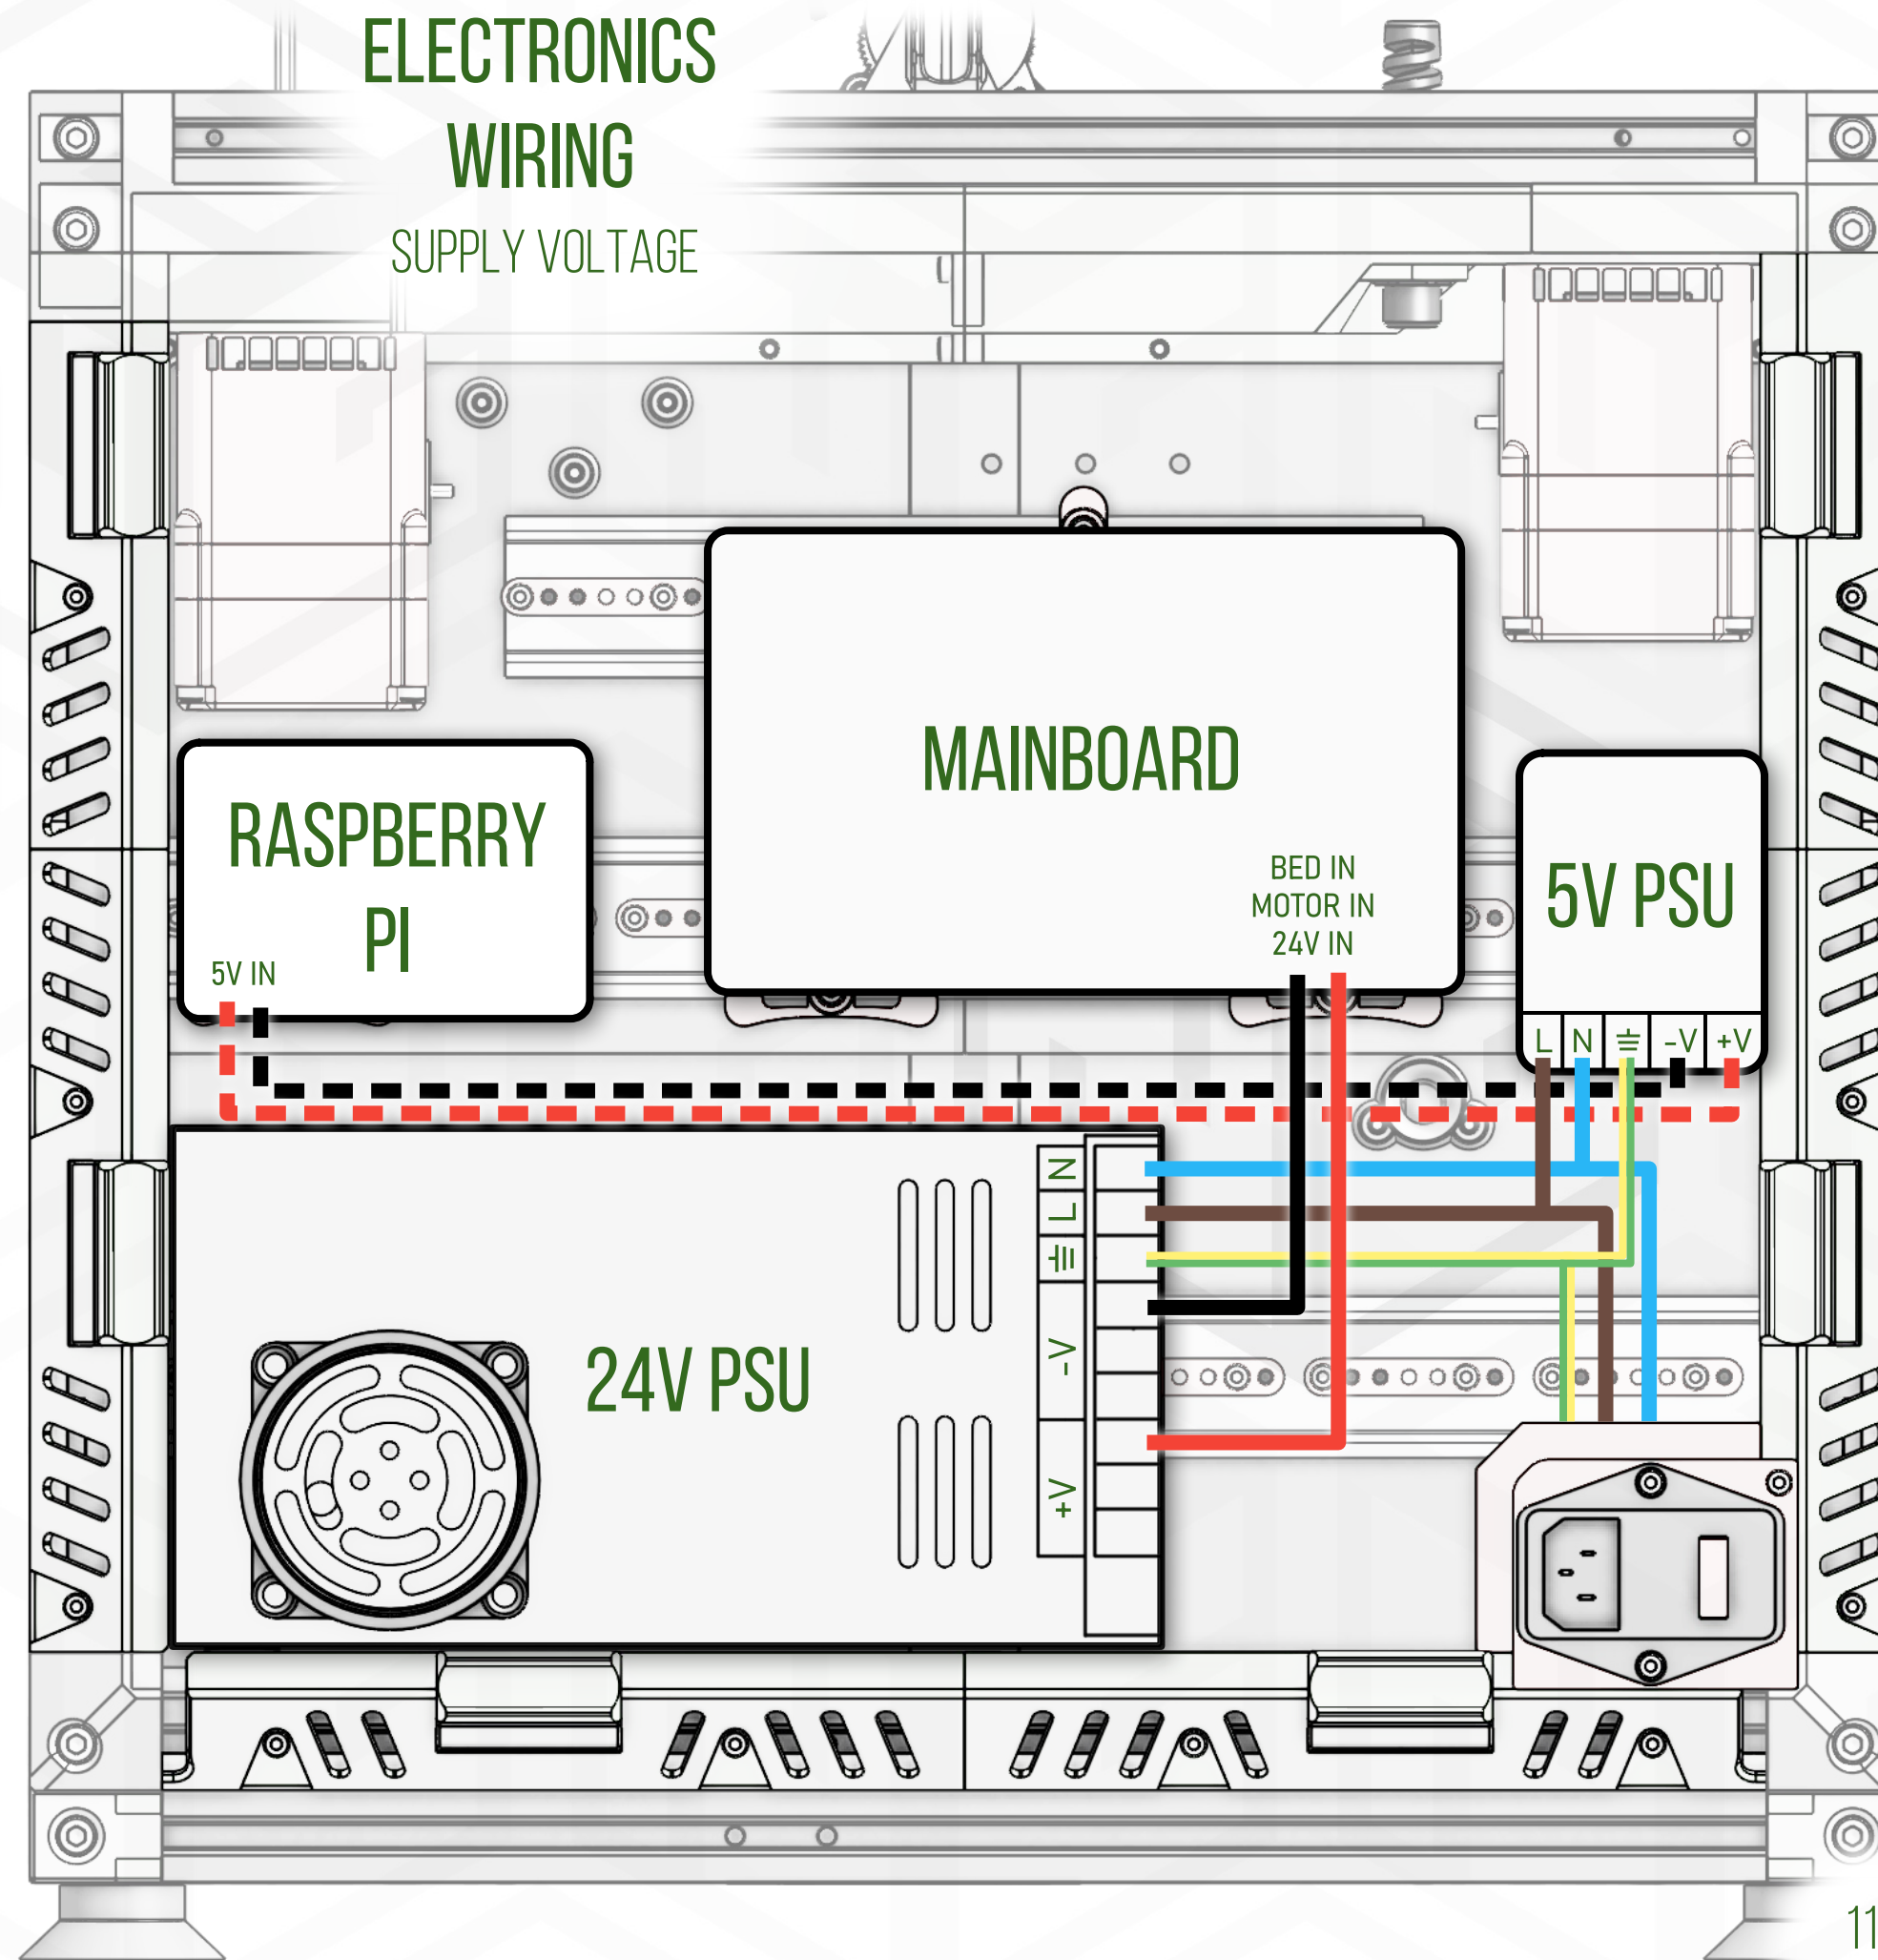 ELECTRONICS
WIRING
SUPPLY VOLTAGE
MAINBOARD
BED IN
MOTOR IN
24V IN
RASPBERRY
PI
5V IN
5V PSU
L N -V +V
24V PSU
N
L
-V
+V
11